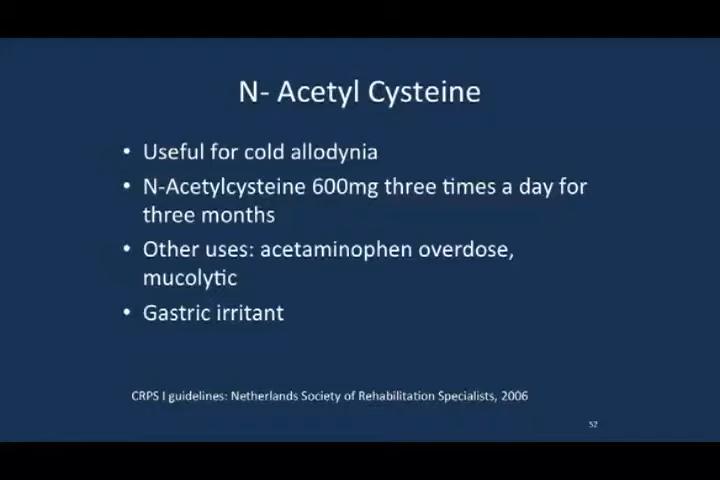 N- Acetyl Cysteine
• Useful for cold allodynia
• N-Acetylcysteine 600mg three times a day for
three months
• Other uses: acetaminophen overdose,
mucolytic
• Gastric irritant
CRPS I guidelines: Netherlands Society of Rehabilitation Specialists, 2006
52